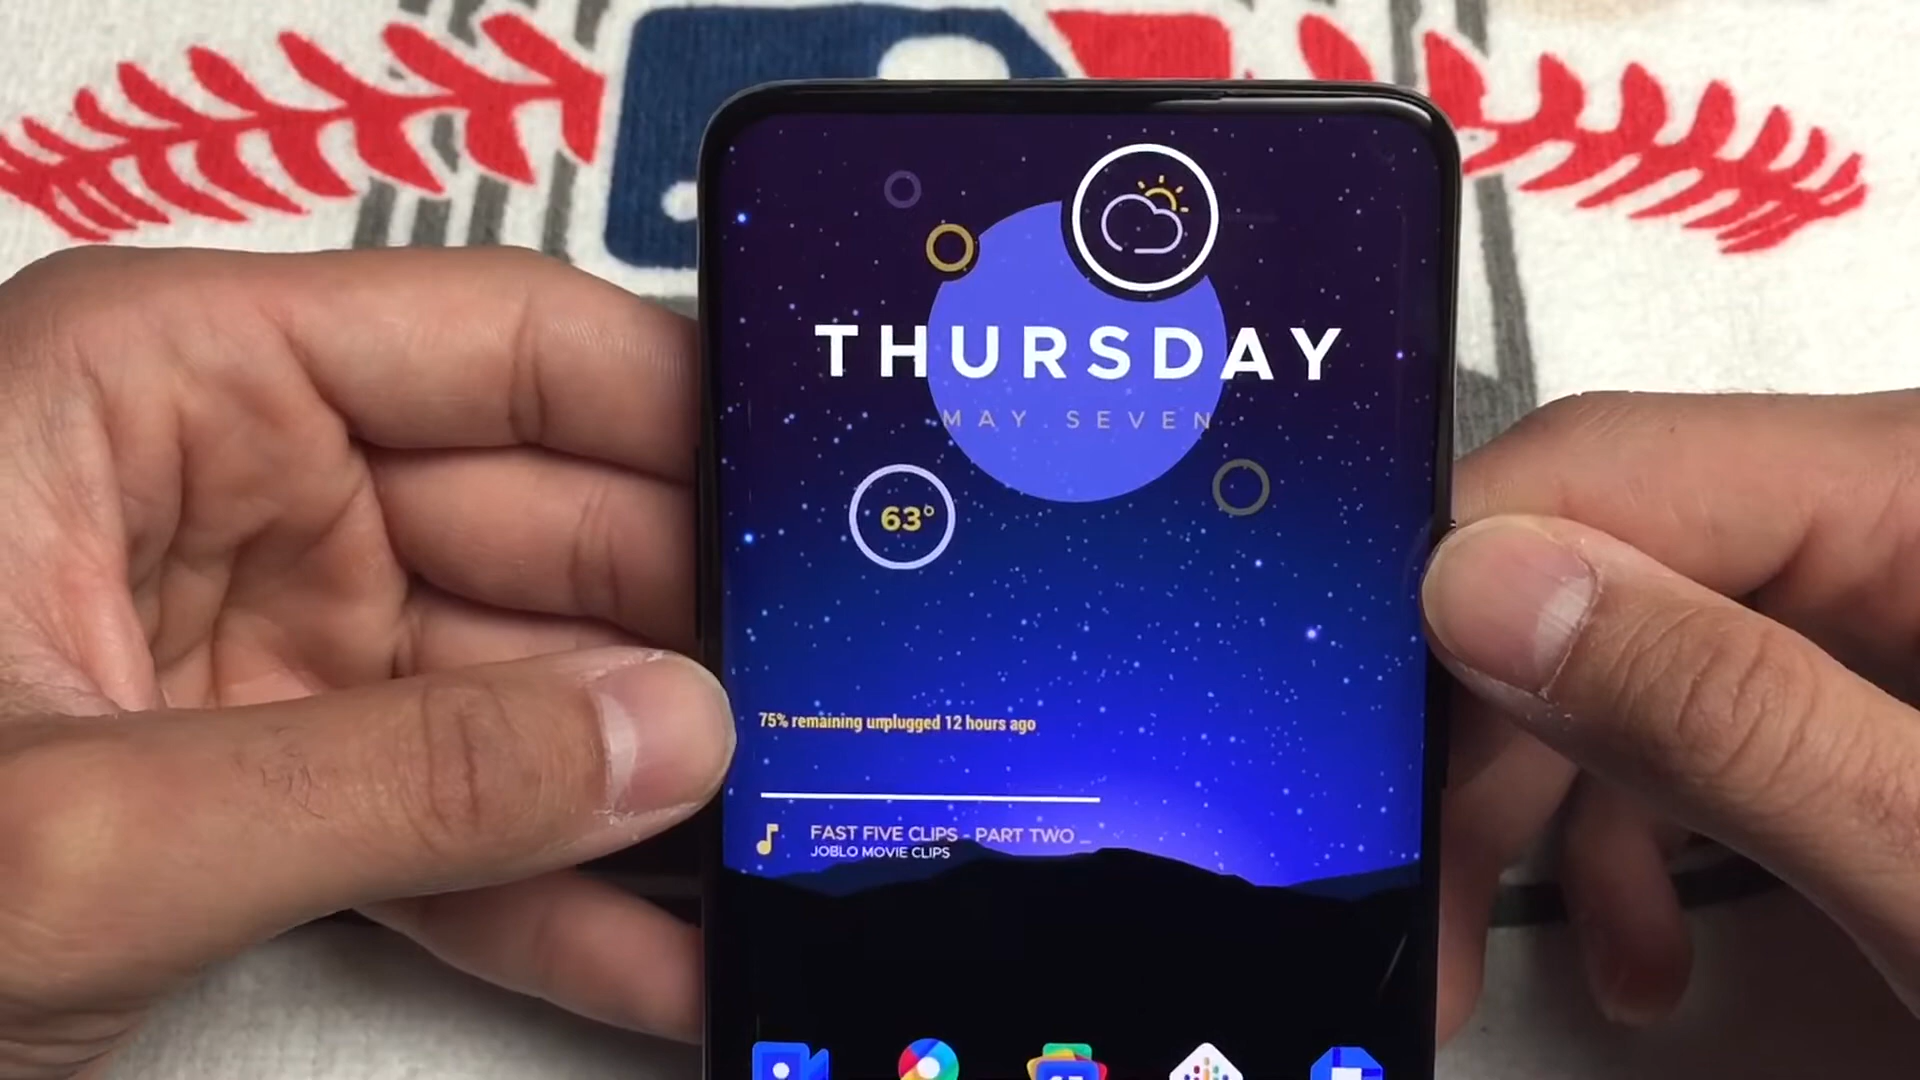 THURSDAY
MAY SEVEN
63°
75% remaining unplugged 12 hours ago
FAST FIVE CLIPS - PART TWO _
JOBLO MOVIE CLIPS